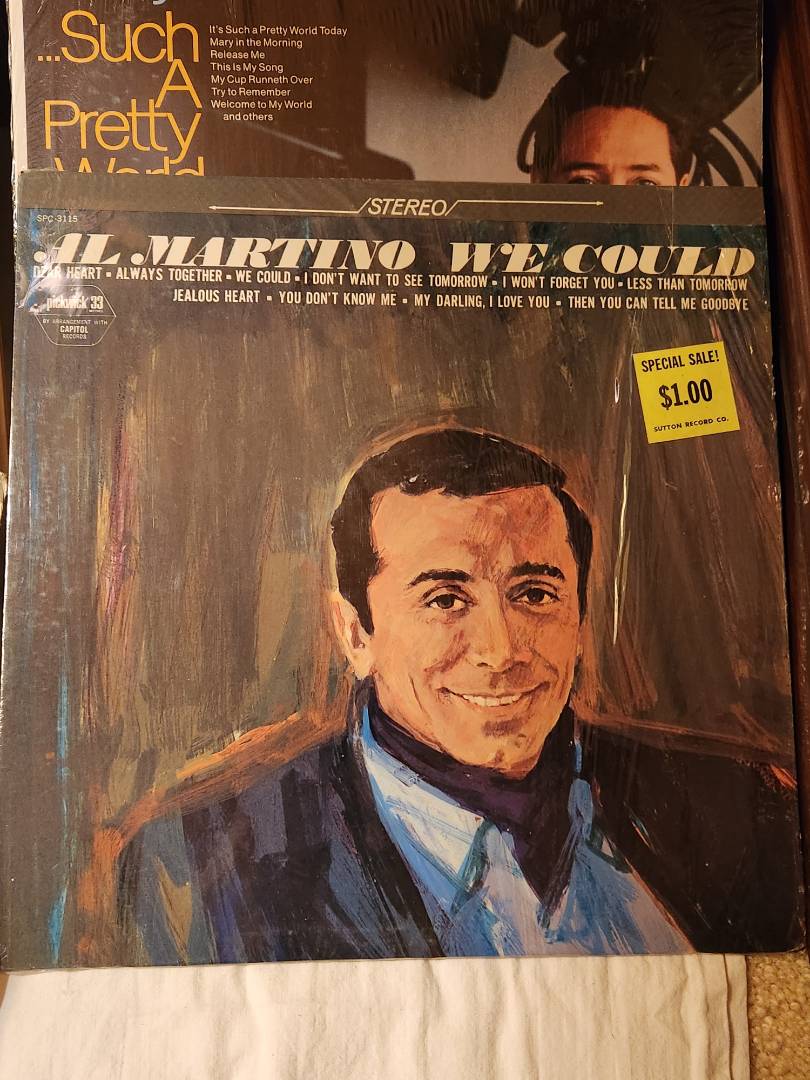 ...Such
A
Pretty
World
It's Such a Pretty World Today
Mary in the Morning
Release Me
This is My Song
My Cup Runneth Over
Try to Remember
Welcome to My World
and others
STEREO
SPC-3115
AL MARTINO WE COULD
DEAR HEART • ALWAYS TOGETHER • WE COULD • I DON'T WANT TO SEE TOMORROW • I WON'T FORGET YOU • LESS THAN TOMORROW
JEALOUS HEART • YOU DON'T KNOW ME • MY DARLING, I LOVE YOU • THEN YOU CAN TELL ME GOODBYE
pickwick 33
BY ARRANGEMENT WITH
CAPITOL
RECORDS
SPECIAL SALE!
$1.00
SUTTON RECORD CO.